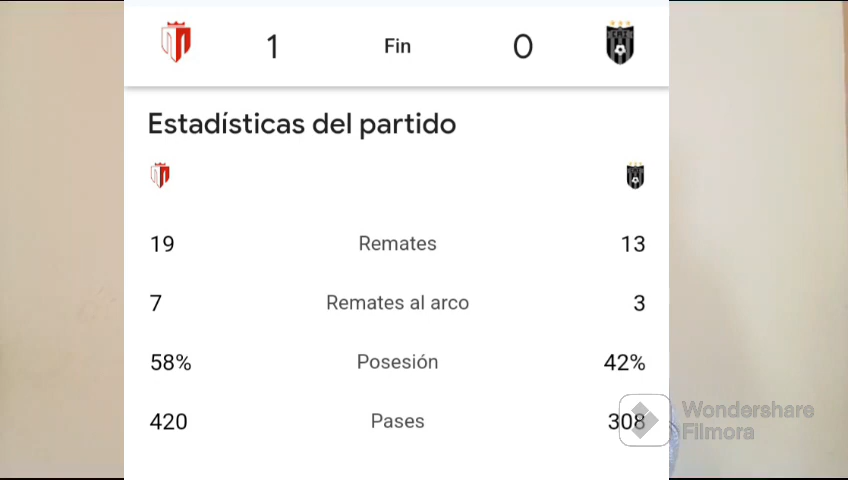 1 Fin 0
Estadísticas del partido
19 Remates 13
7 Remates al arco 3
58% Posesión 42%
420 Pases 308
Wondershare
Filmora